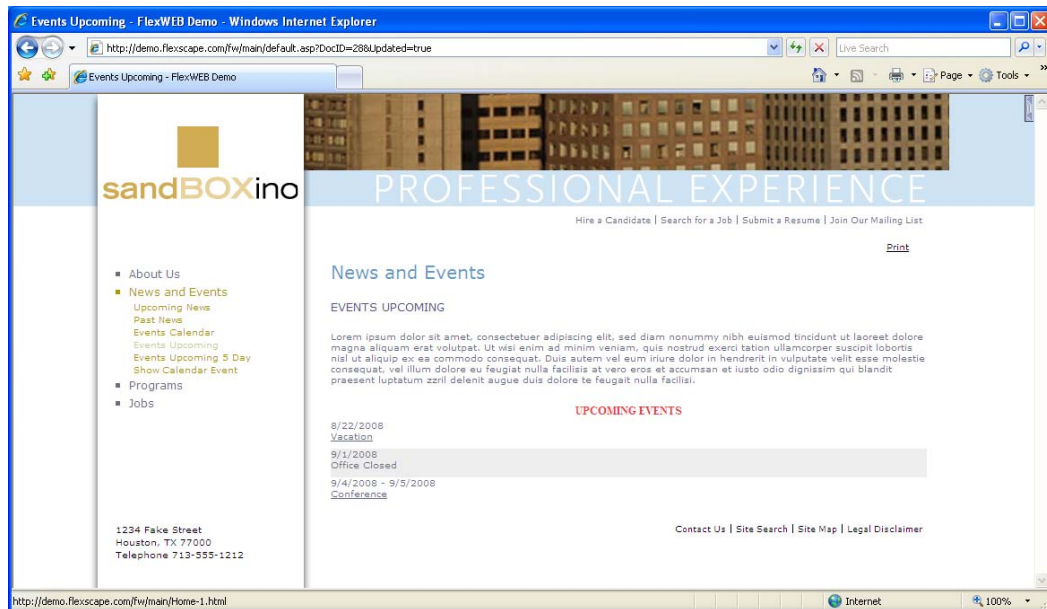 Events Upcoming - FlexWEB Demo - Windows Internet Explorer
http://demo.flexscape.com/fw/main/default.asp?DocID=28&Updated=true
Live Search
Events Upcoming - FlexWEB Demo
Page
Tools
sandBOXinc
PROFESSIONAL EXPERIENCE
Hire a Candidate | Search for a Job | Submit a Resume | Join Our Mailing List
Print
About Us
News and Events
Upcoming News
Past News
Events Calendar
Events Upcoming
Events Upcoming 5 Day
Show Calendar Event
Programs
Jobs
News and Events
EVENTS UPCOMING
Lorem ipsum dolor sit amet, consectetuer adipiscing elit, sed diam nonummy nibh euismod tincidunt ut laoreet dolore
magna aliquam erat volutpat. Ut wisi enim ad minim veniam, quis nostrud exerci tation ullamcorper suscipit lobortis
nisl ut aliquip ex ea commodo consequat. Duis autem vel eum iriure dolor in hendrerit in vulputate velit esse molestie
consequat, vel illum dolore eu feugiat nulla facilisis at vero eros et accumsan et iusto odio dignissim qui blandit
praesent luptatum zzril delenit augue duis dolore te feugait nulla facilisi.
UPCOMING EVENTS
8/22/2008
Vacation
9/1/2008
Office Closed
9/4/2008 - 9/5/2008
Conference
1234 Fake Street
Houston, TX 77000
Telephone 713-555-1212
Contact Us | Site Search | Site Map | Legal Disclaimer
http://demo.flexscape.com/fw/main/Home-1.html
Internet
100%